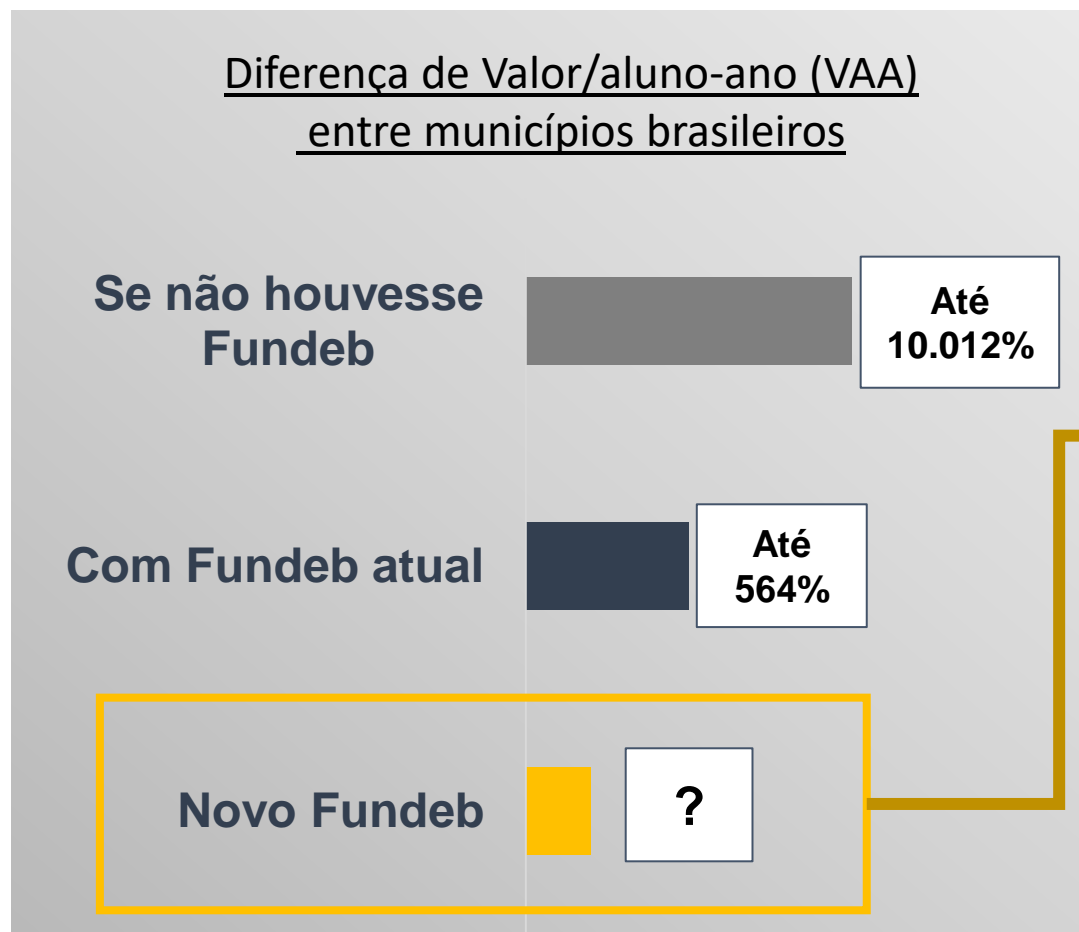 Diferença de Valor/aluno-ano (VAA)
entre municípios brasileiros
Se não houvesse
Fundeb
Até
10.012%
Com Fundeb atual
Até
564%
Novo Fundeb
?